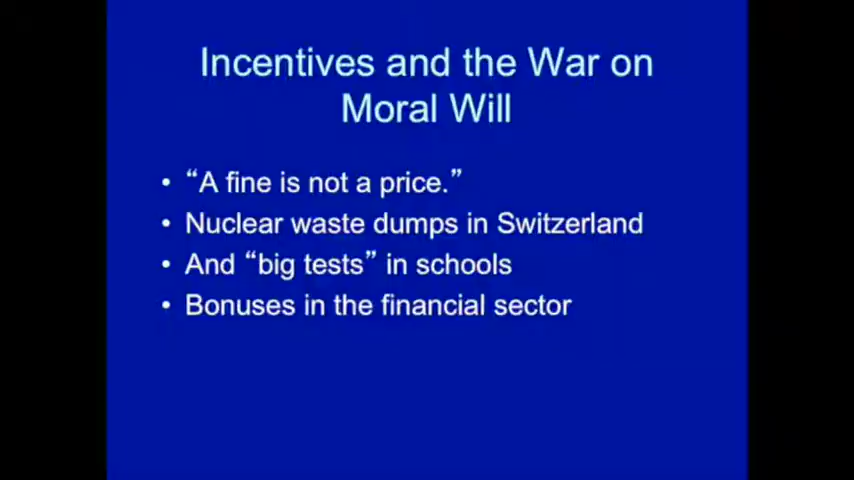 Incentives and the War on
Moral Will
• “A fine is not a price.”
• Nuclear waste dumps in Switzerland
• And “big tests” in schools
• Bonuses in the financial sector